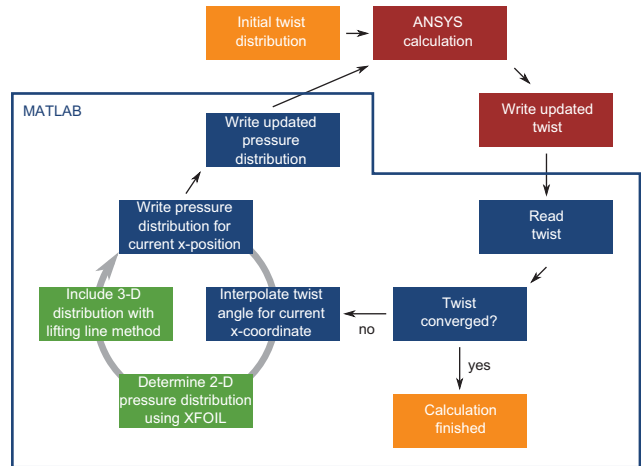 Initial twist
distribution
ANSYS
calculation
MATLAB
Write updated
pressure
distribution
Write updated
twist
Write pressure
distribution for
current x-position
Read
twist
Include 3-D
distribution with
lifting line method
Interpolate twist
angle for current
x-coordinate
no
Twist
converged?
yes
Determine 2-D
pressure distribution
using XFOIL
Calculation
finished